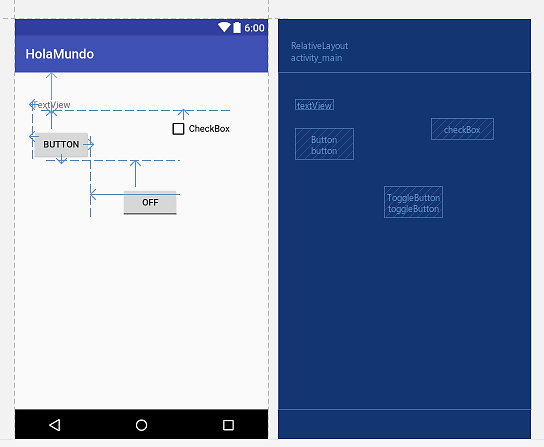 6:00
HolaMundo
TextView
CheckBox
BUTTON
OFF
RelativeLayout
activity_main
textView
checkBox
Button
button
ToggleButton
toggleButton